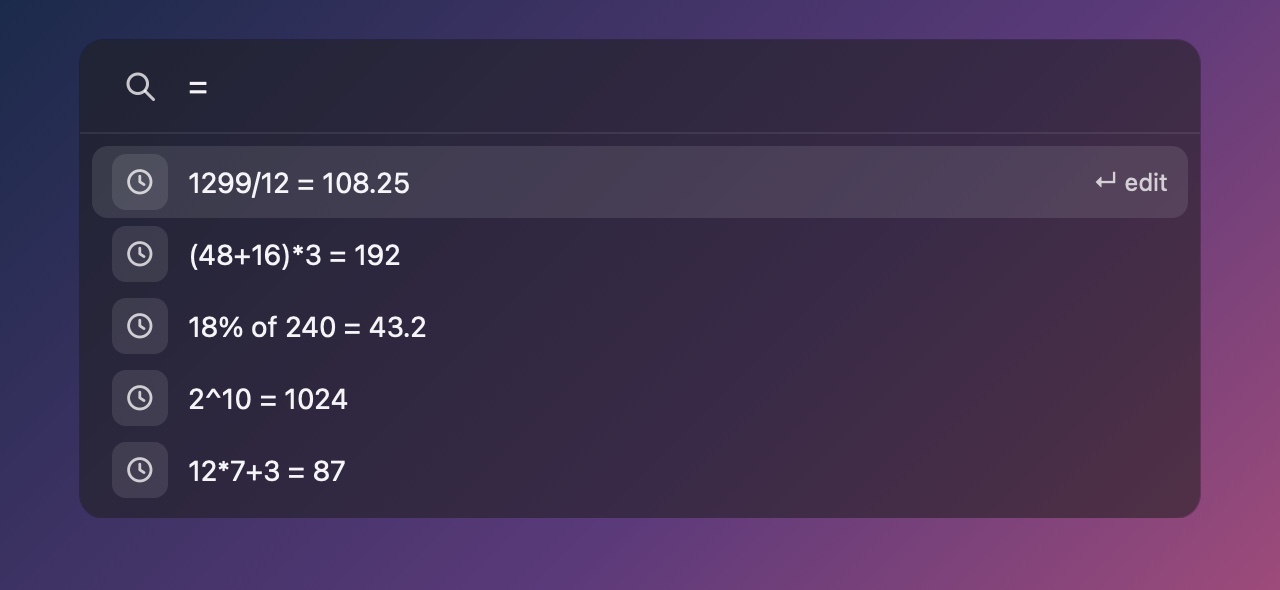 =
1299/12 = 108.25
↵ edit
(48+16)*3 = 192
18% of 240 = 43.2
2^10 = 1024
12*7+3 = 87